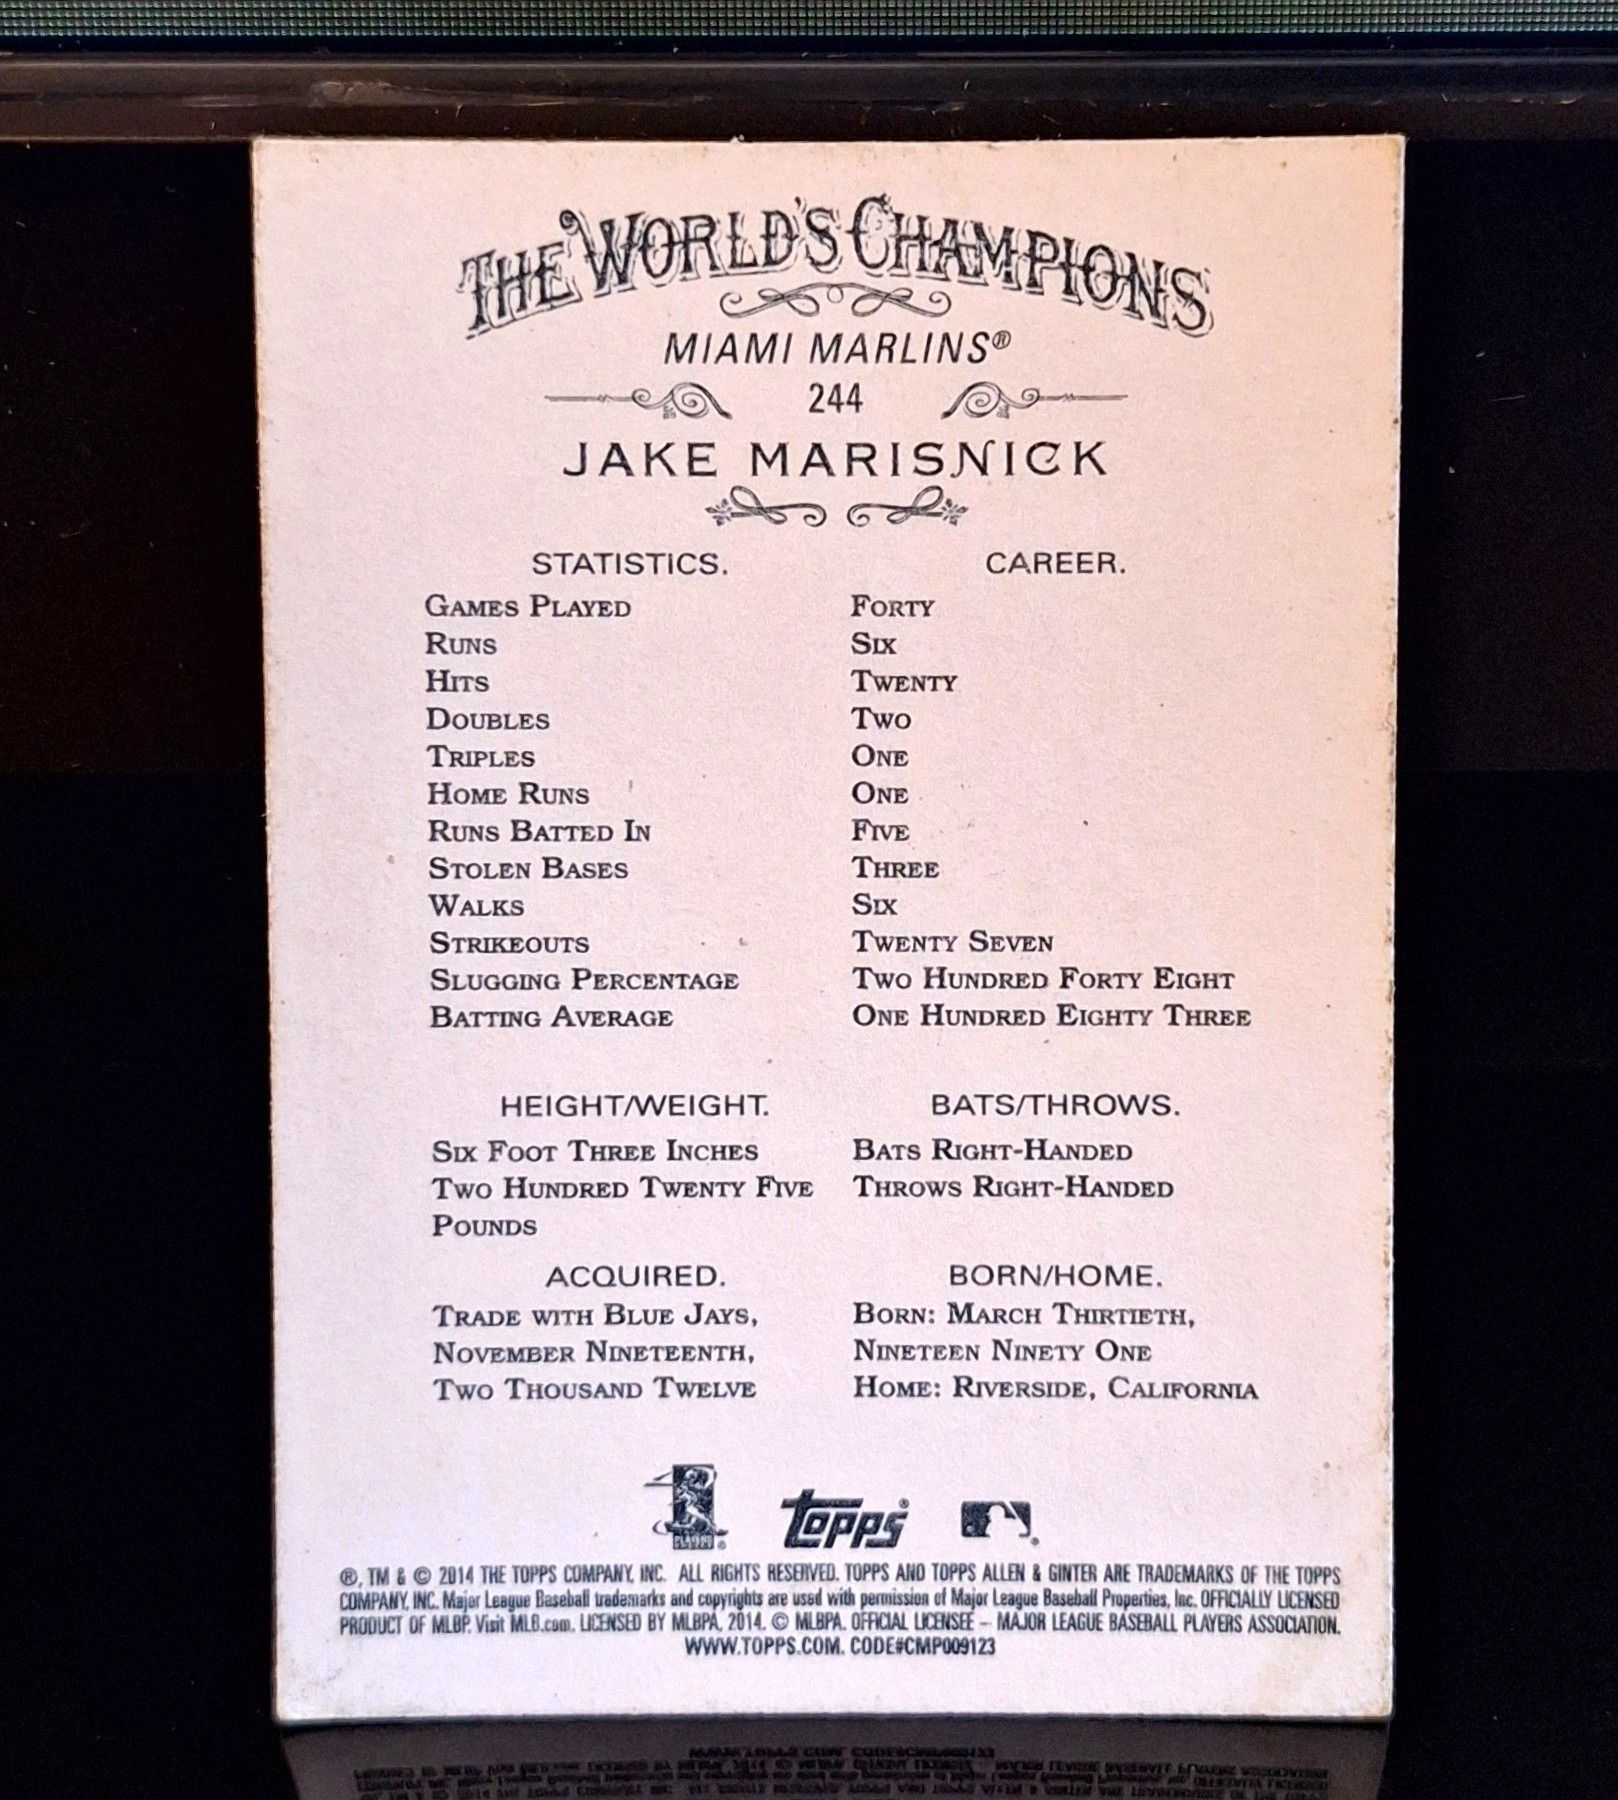 THE WORLD'S CHAMPIONS
MIAMI MARLINS®
244
JAKE MARISNICK
STATISTICS. CAREER.
GAMES PLAYED FORTY
RUNS SIX
HITS TWENTY
DOUBLES TWO
TRIPLES ONE
HOME RUNS ONE
RUNS BATTED IN FIVE
STOLEN BASES THREE
WALKS SIX
STRIKEOUTS TWENTY SEVEN
SLUGGING PERCENTAGE TWO HUNDRED FORTY EIGHT
BATTING AVERAGE ONE HUNDRED EIGHTY THREE
HEIGHT/WEIGHT. BATS/THROWS.
SIX FOOT THREE INCHES BATS RIGHT-HANDED
TWO HUNDRED TWENTY FIVE THROWS RIGHT-HANDED
POUNDS
ACQUIRED. BORN/HOME.
TRADE WITH BLUE JAYS, BORN: MARCH THIRTIETH,
NOVEMBER NINETEENTH, NINETEEN NINETY ONE
TWO THOUSAND TWELVE HOME: RIVERSIDE, CALIFORNIA
topps®
®, TM & © 2014 THE TOPPS COMPANY, INC. ALL RIGHTS RESERVED. TOPPS AND TOPPS ALLEN & GINTER ARE TRADEMARKS OF THE TOPPS
COMPANY, INC. Major League Baseball trademarks and copyrights are used with permission of Major League Baseball Properties, Inc. OFFICIALLY LICENSED
PRODUCT OF MLBP. Visit MLB.com. LICENSED BY MLBPA, 2014. © MLBPA. OFFICIAL LICENSEE – MAJOR LEAGUE BASEBALL PLAYERS ASSOCIATION.
WWW.TOPPS.COM. CODE#CMP009123